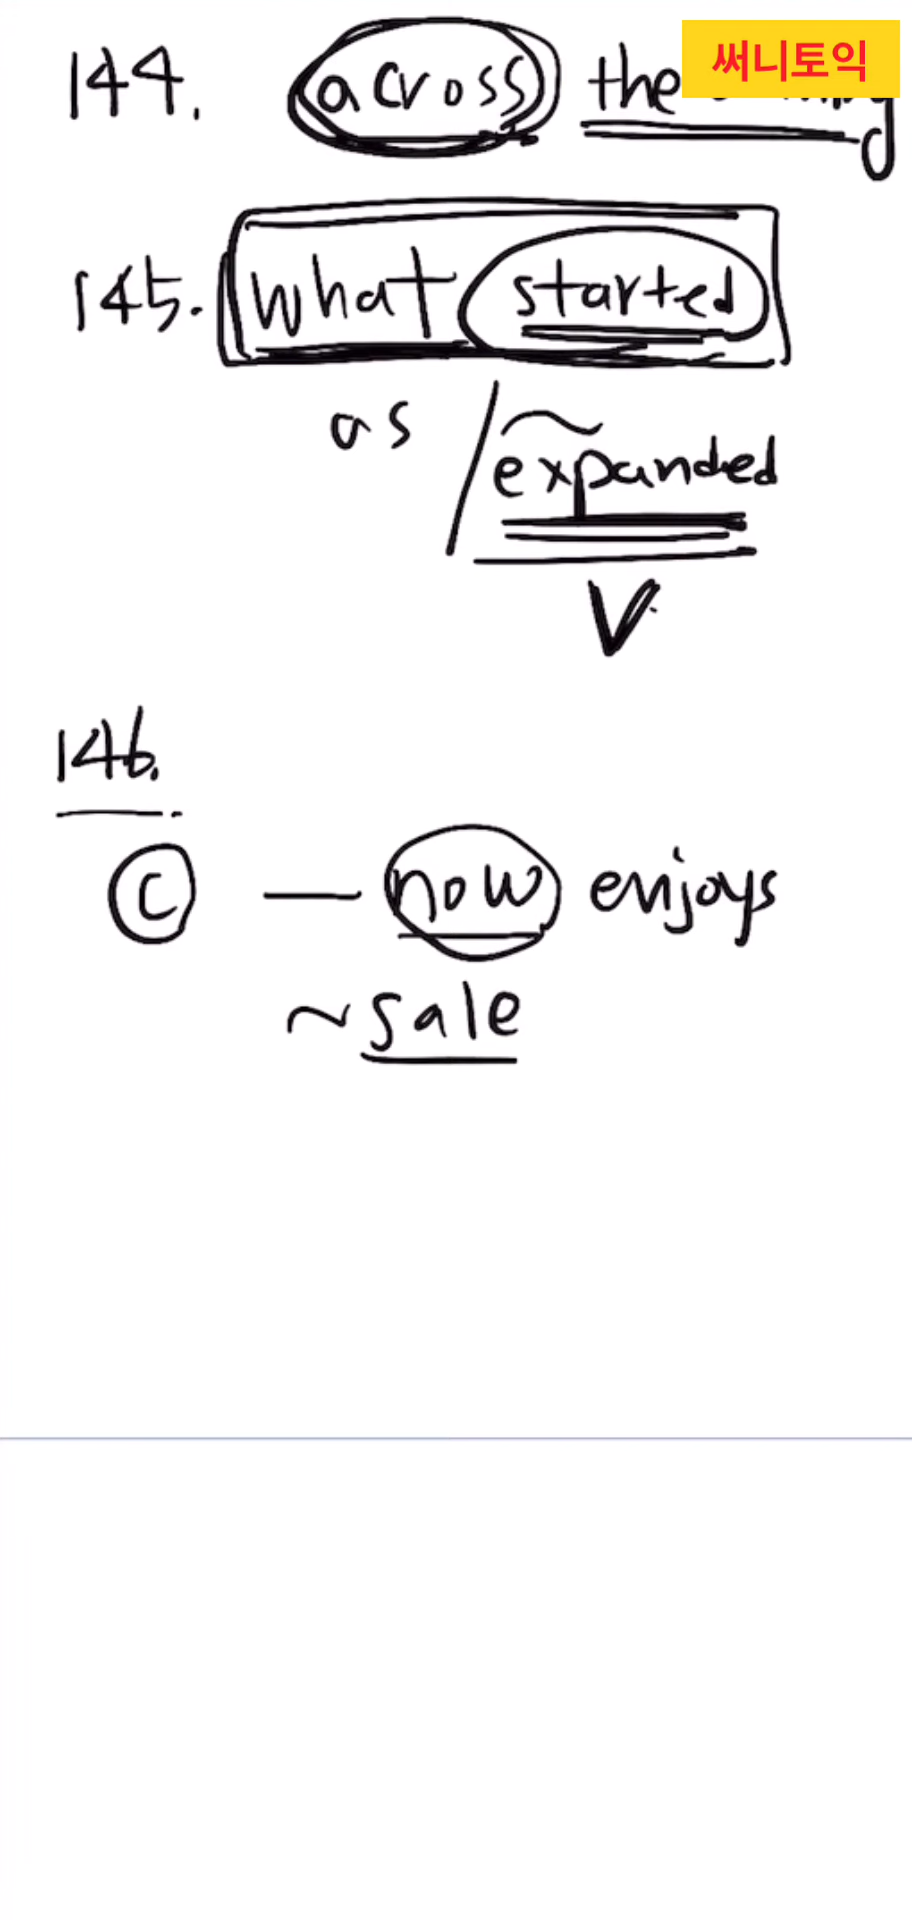 써니토익
144. across the
145. what started
as / ~
expanded
V.
146.
C — now enjoys
~ sale